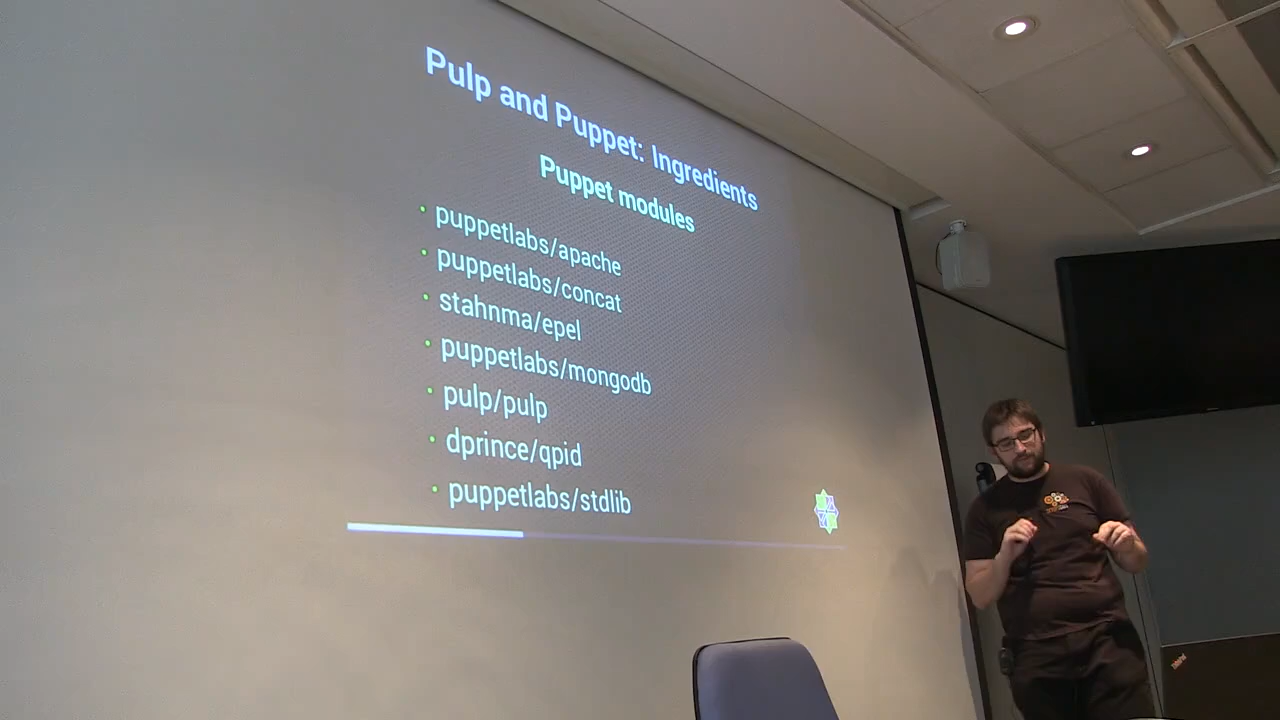 Pulp and Puppet: Ingredients
Puppet modules
puppetlabs/apache
puppetlabs/concat
stahnma/epel
puppetlabs/mongodb
pulp/pulp
dprince/qpid
puppetlabs/stdlib